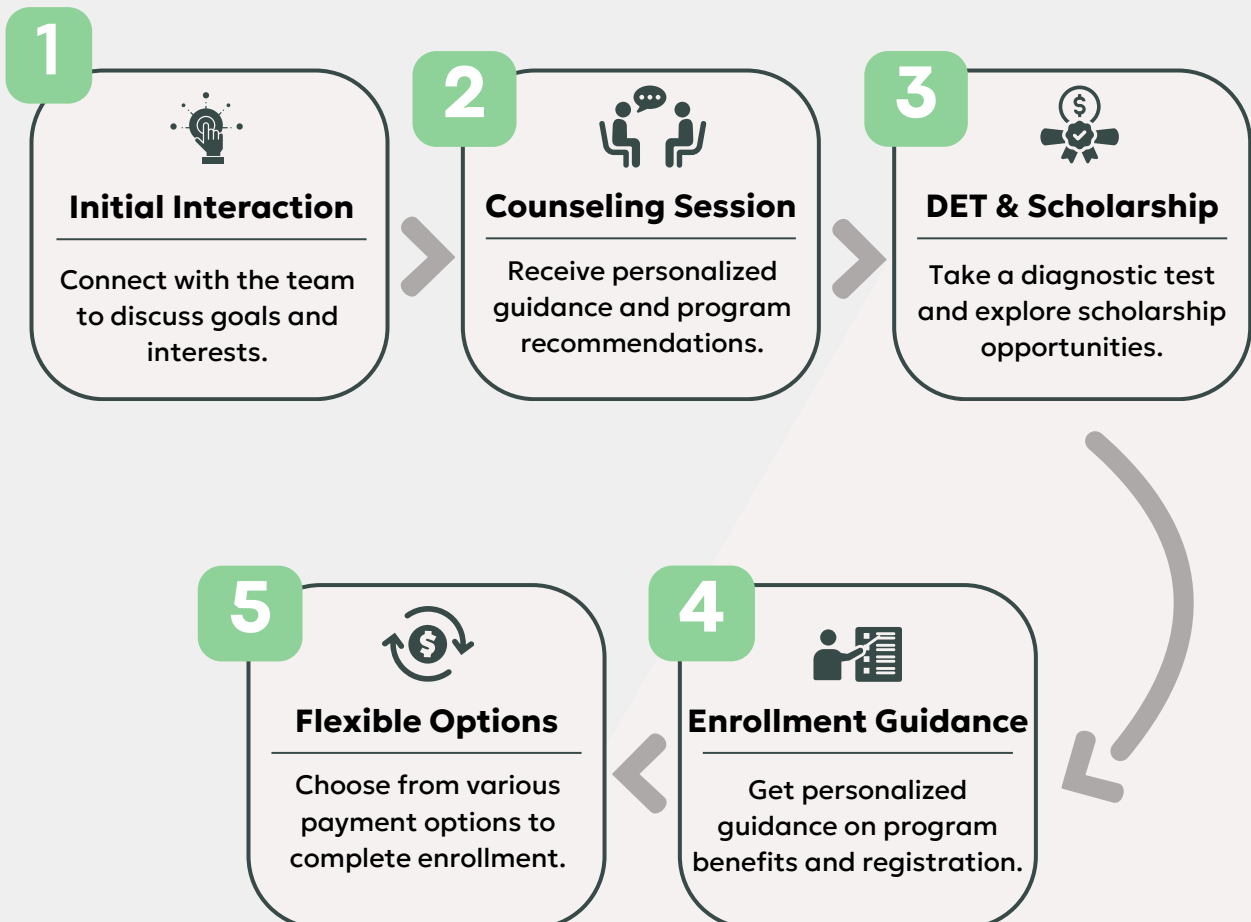 1
Initial Interaction
Connect with the team
to discuss goals and
interests.
2
Counseling Session
Receive personalized
guidance and program
recommendations.
3
$
DET & Scholarship
Take a diagnostic test
and explore scholarship
opportunities.
4
Enrollment Guidance
Get personalized
guidance on program
benefits and registration.
5
$
Flexible Options
Choose from various
payment options to
complete enrollment.